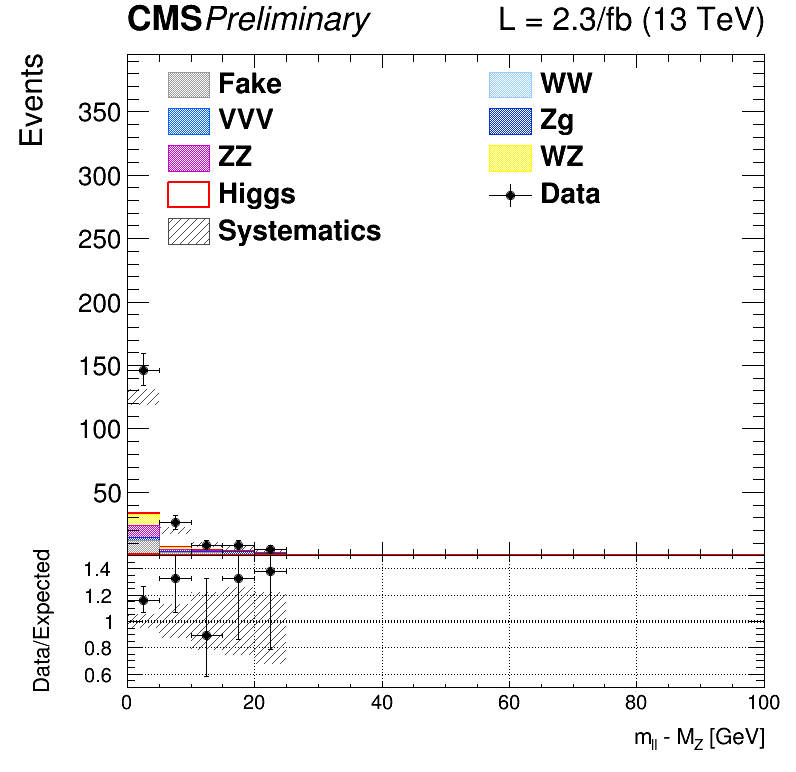 CMS Preliminary L = 2.3/fb (13 TeV)
Events
350
300
250
200
150
100
50
Fake WW
VVV Zg
ZZ WZ
Higgs Data
Systematics
Data/Expected
1.4
1.2
1
0.8
0.6
0 20 40 60 80 100
m_ll - M_Z [GeV]